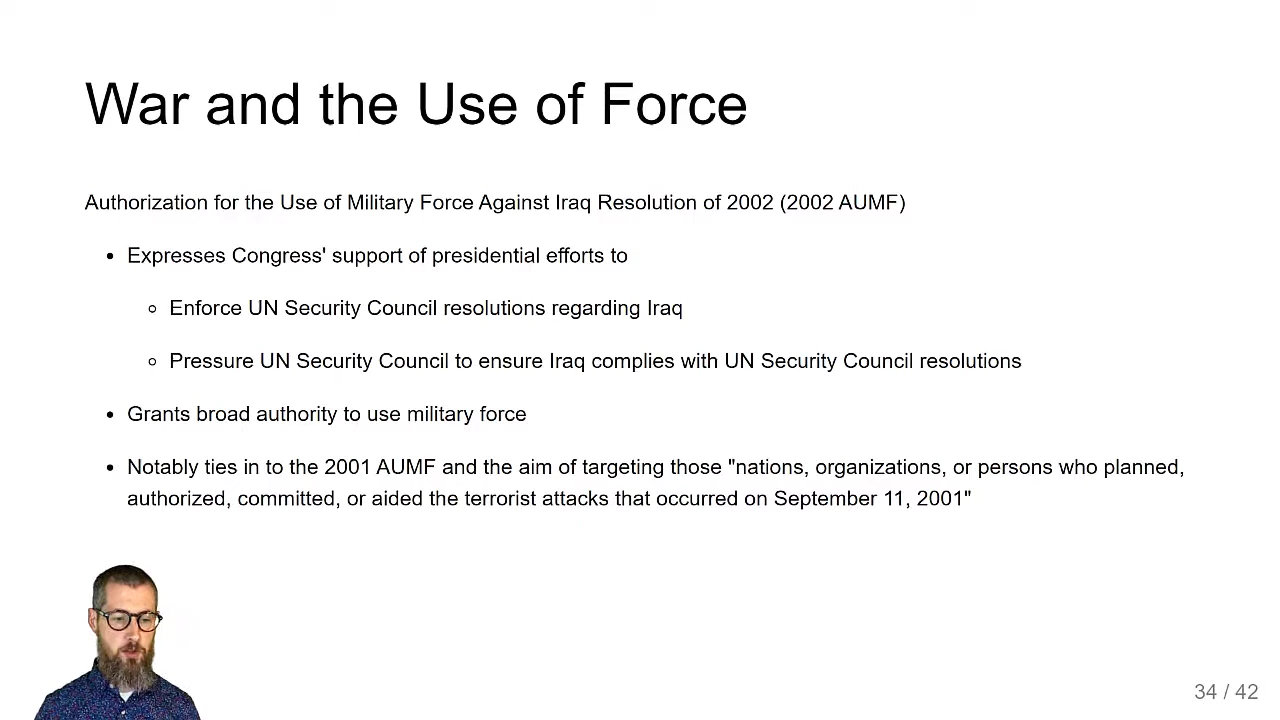 War and the Use of Force
Authorization for the Use of Military Force Against Iraq Resolution of 2002 (2002 AUMF)
• Expresses Congress' support of presidential efforts to
◦ Enforce UN Security Council resolutions regarding Iraq
◦ Pressure UN Security Council to ensure Iraq complies with UN Security Council resolutions
• Grants broad authority to use military force
• Notably ties in to the 2001 AUMF and the aim of targeting those "nations, organizations, or persons who planned,
authorized, committed, or aided the terrorist attacks that occurred on September 11, 2001"
34 / 42